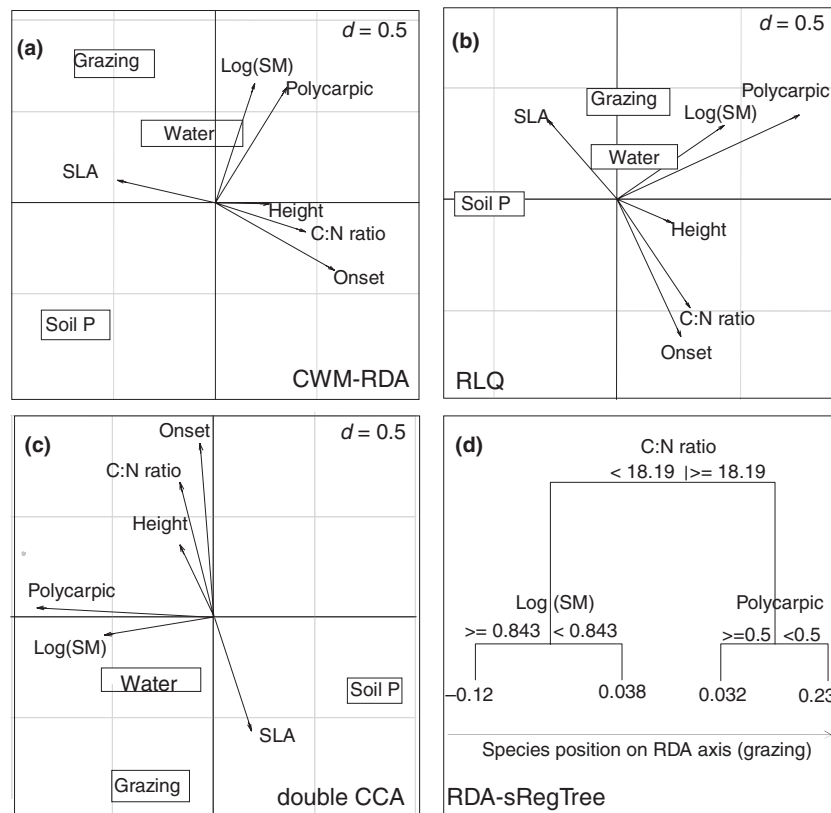 (a)
d = 0.5
Grazing
Log(SM)
Polycarpic
Water
SLA
Height
C:N ratio
Onset
Soil P
CWM-RDA
(b)
d = 0.5
Grazing
Polycarpic
SLA
Log(SM)
Water
Soil P
Height
C:N ratio
Onset
RLQ
(c)
Onset
d = 0.5
C:N ratio
Height
Polycarpic
Log(SM)
Water
Soil P
SLA
Grazing
double CCA
(d)
C:N ratio
< 18.19 |>= 18.19
Log (SM)
Polycarpic
>= 0.843 < 0.843
>=0.5 <0.5
–0.12
0.038
0.032
0.23
Species position on RDA axis (grazing)
RDA-sRegTree